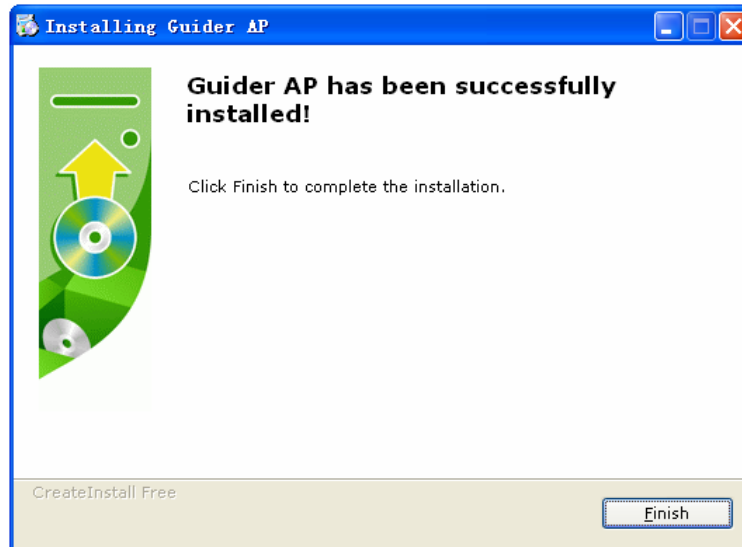 Installing Guider AP
Guider AP has been successfully
installed!
Click Finish to complete the installation.
CreateInstall Free
Finish